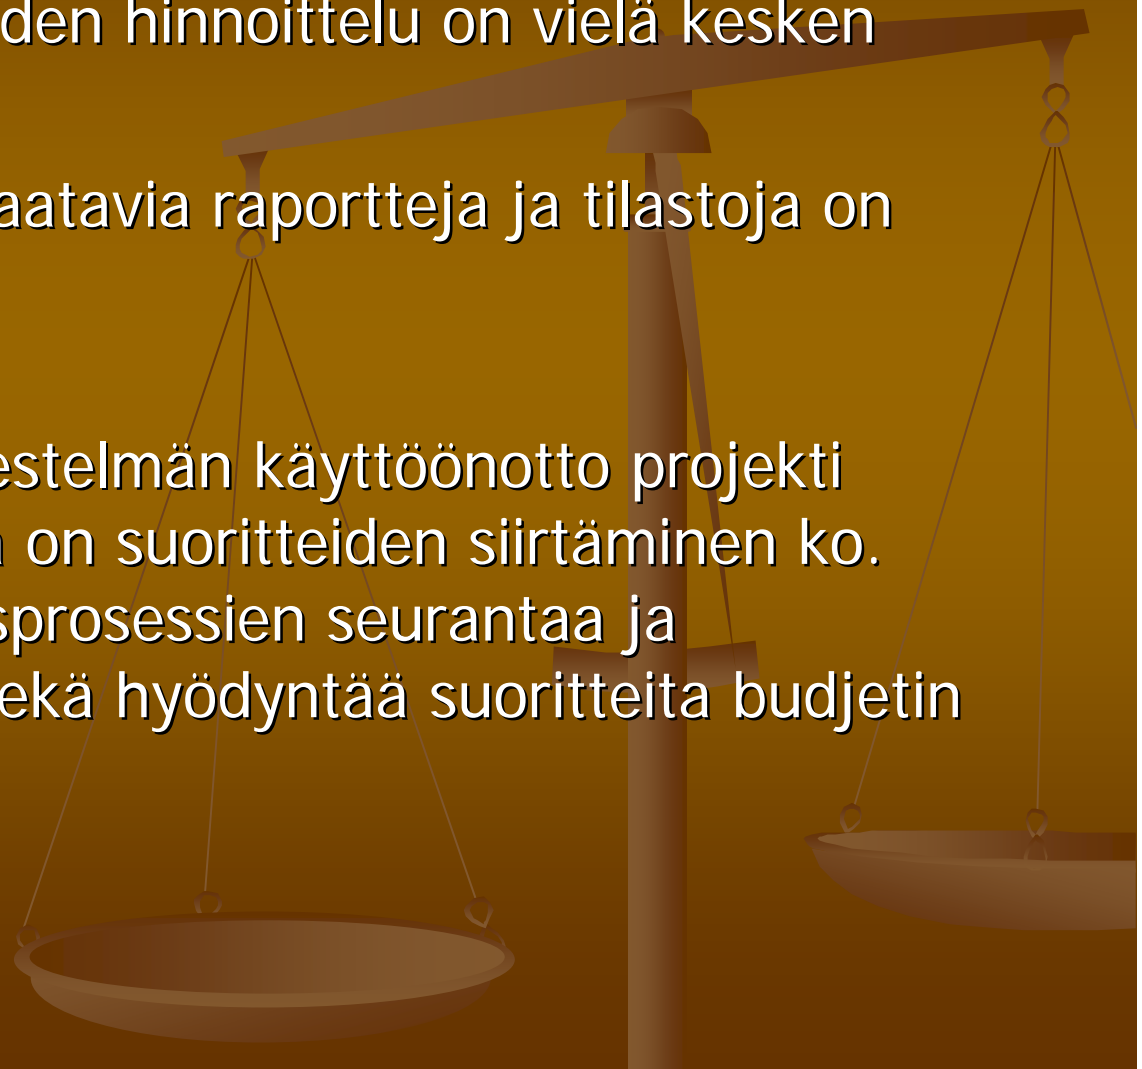 den hinnoittelu on vielä kesken
aatavia raportteja ja tilastoja on
estelmän käyttöönotto projekti
on suoritteiden siirtäminen ko.
sprosessien seurantaa ja
ekä hyödyntää suoritteita budjetin